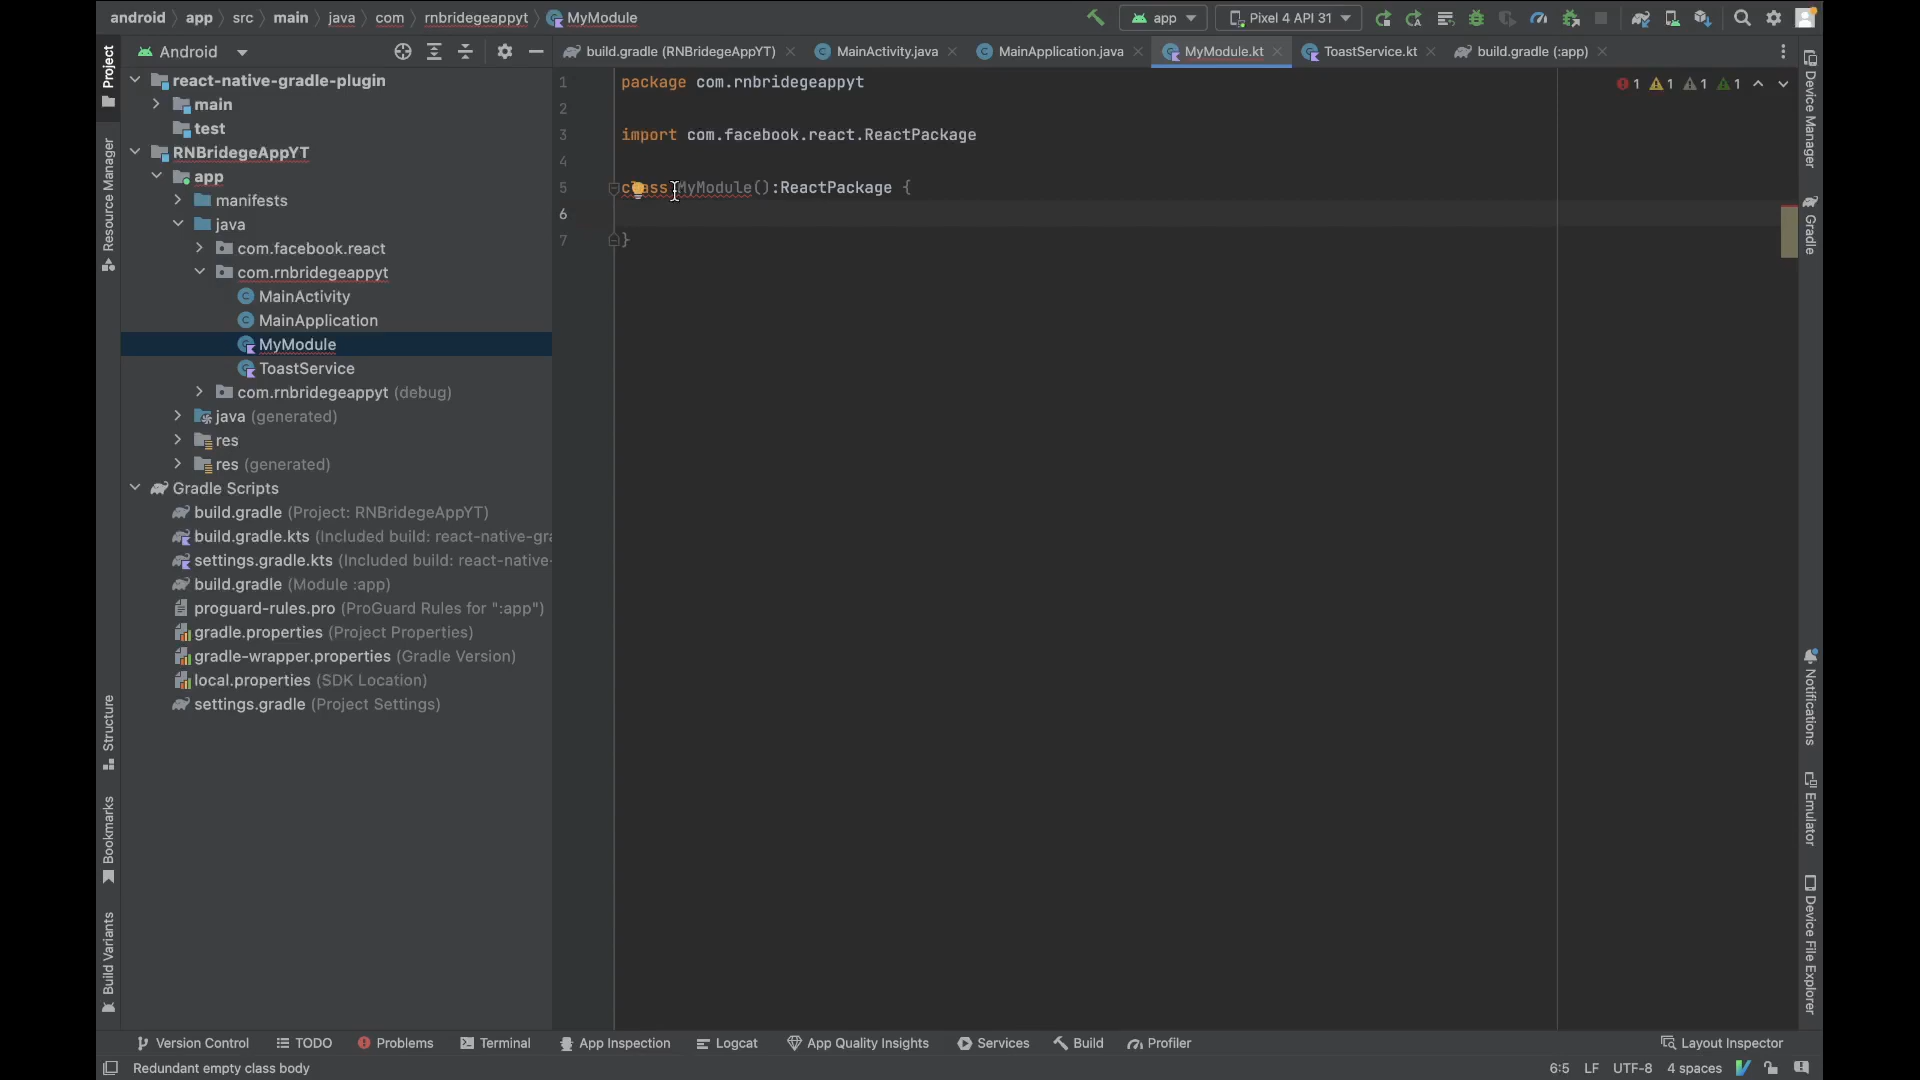 android app src main java com rnbridegeappyt MyModule
app
Pixel 4 API 31
Android
build.gradle (RNBridegeAppYT)
MainActivity.java
MainApplication.java
MyModule.kt
ToastService.kt
build.gradle (:app)
Project
Resource Manager
Structure
Bookmarks
Build Variants
react-native-gradle-plugin
main
test
RNBridegeAppYT
app
manifests
java
com.facebook.react
com.rnbridegeappyt
MainActivity
MainApplication
MyModule
ToastService
com.rnbridegeappyt (debug)
java (generated)
res
res (generated)
Gradle Scripts
build.gradle (Project: RNBridegeAppYT)
build.gradle.kts (Included build: react-native-gra
settings.gradle.kts (Included build: react-native-
build.gradle (Module :app)
proguard-rules.pro (ProGuard Rules for ":app")
gradle.properties (Project Properties)
gradle-wrapper.properties (Gradle Version)
local.properties (SDK Location)
settings.gradle (Project Settings)
1 package com.rnbridegeappyt
2
3 import com.facebook.react.ReactPackage
4
5 class MyModule():ReactPackage {
6
7 }
1 1 1 1
Device Manager
Gradle
Notifications
Emulator
Device File Explorer
Version Control
TODO
Problems
Terminal
App Inspection
Logcat
App Quality Insights
Services
Build
Profiler
Layout Inspector
Redundant empty class body
6:5 LF UTF-8 4 spaces